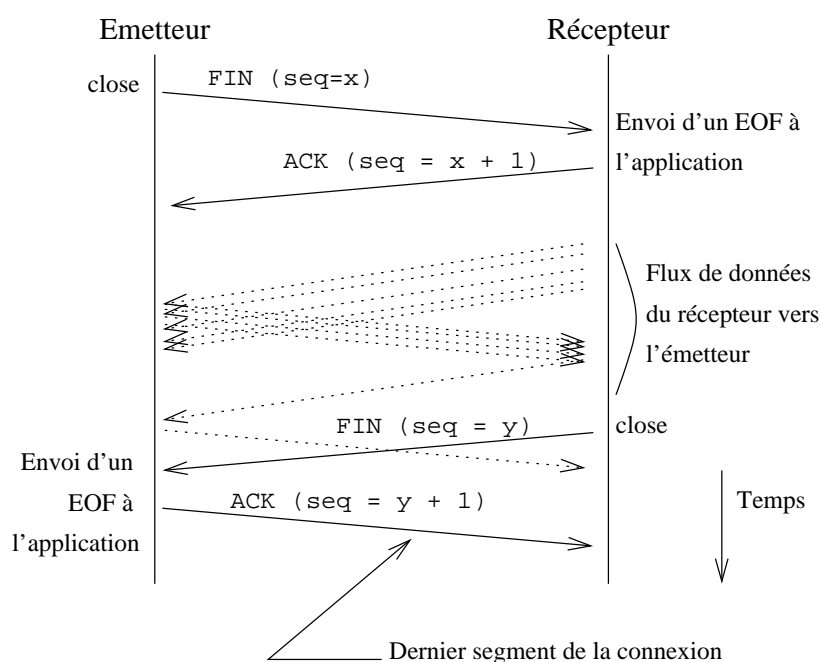 Emetteur
Récepteur
close
FIN (seq=x)
Envoi d'un EOF à
l'application
ACK (seq = x + 1)
Flux de données
du récepteur vers
l'émetteur
FIN (seq = y)
close
Envoi d'un
EOF à
l'application
ACK (seq = y + 1)
Temps
Dernier segment de la connexion